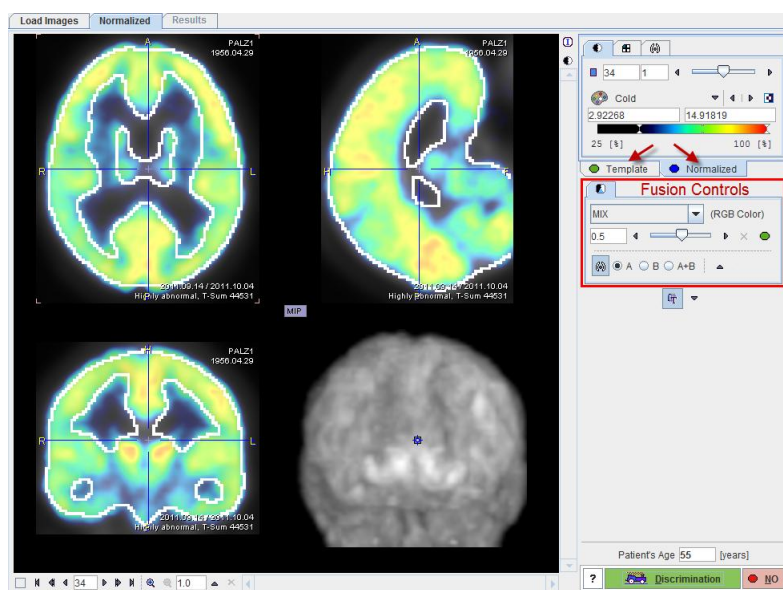 Load Images Normalized Results
A PALZ1
1956.04.29
R L
2011.09.14 / 2011.10.04
Highly abnormal, T-Sum 44531
A PALZ1
1956.04.29
H
2011.09.14 / 2011.10.04
Highly abnormal, T-Sum 44531
MIP
H PALZ1
1956.04.29
R L
2011.09.14 / 2011.10.04
Highly abnormal, T-Sum 44531
34 1.0
34 1
Cold
2.92268 14.91819
25 [%] 100 [%]
Template Normalized
Fusion Controls
MIX (RGB Color)
0.5
A B A+B
Patient's Age 55 [years]
? Discrimination NO